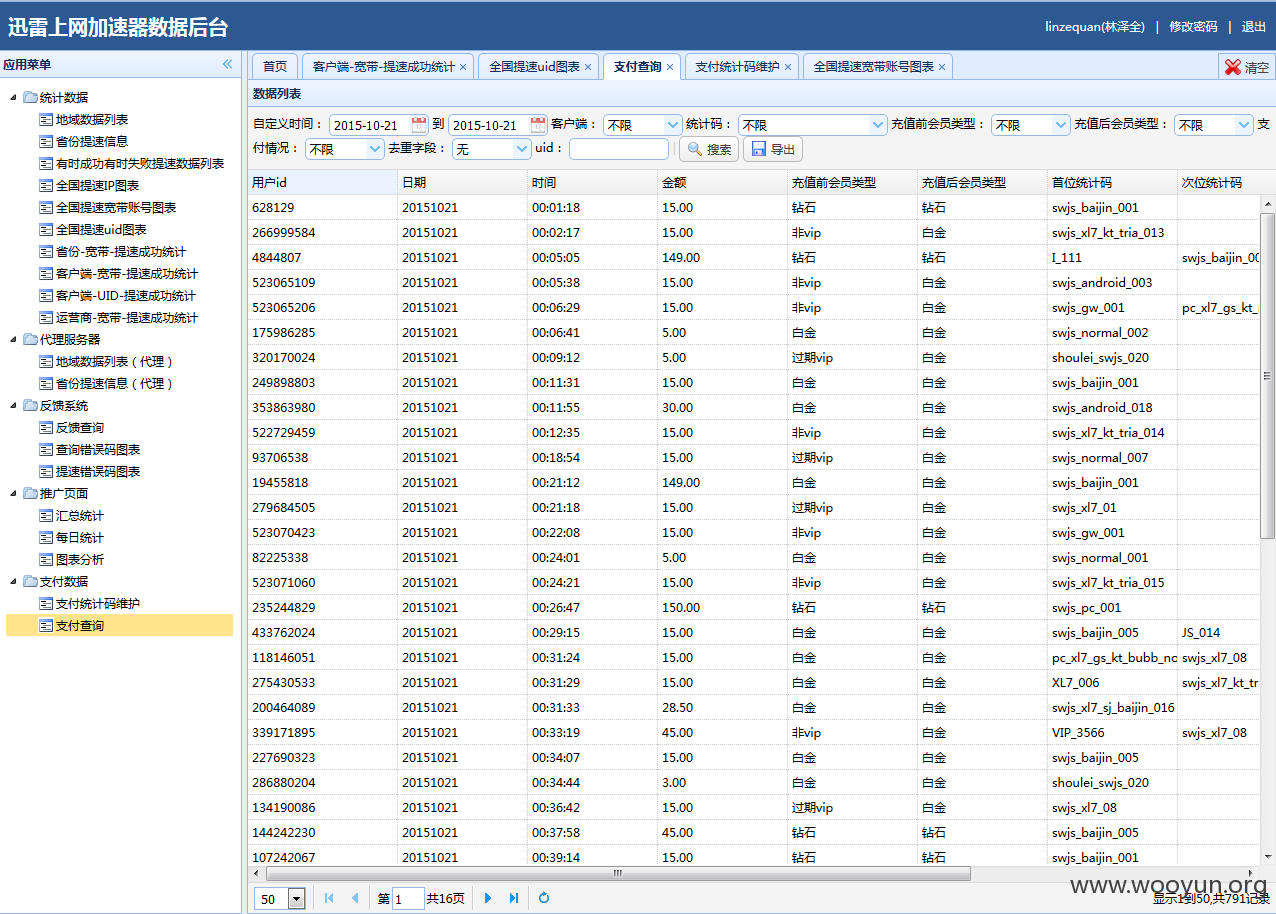 迅雷上网加速器数据后台
linzequan(林泽全) | 修改密码 | 退出
应用菜单
统计数据
地域数据列表
省份提速信息
有时成功有时失败提速数据列表
全国提速IP图表
全国提速宽带账号图表
全国提速uid图表
省份-宽带-提速成功统计
客户端-宽带-提速成功统计
客户端-UID-提速成功统计
运营商-宽带-提速成功统计
代理服务器
地域数据列表（代理）
省份提速信息（代理）
反馈系统
反馈查询
查询错误码图表
提速错误码图表
推广页面
汇总统计
每日统计
图表分析
支付数据
支付统计码维护
支付查询
首页 客户端-宽带-提速成功统计 × 全国提速uid图表 × 支付查询 × 支付统计码维护 × 全国提速宽带账号图表 × 清空
数据列表
自定义时间： 2015-10-21 到 2015-10-21 客户端： 不限 统计码： 不限 充值前会员类型： 不限 充值后会员类型： 不限 支
付情况： 不限 去重字段： 无 uid： 搜索 导出
用户id 日期 时间 金额 充值前会员类型 充值后会员类型 首位统计码 次位统计码
628129 20151021 00:01:18 15.00 钻石 钻石 swjs_baijin_001
266999584 20151021 00:02:17 15.00 非vip 白金 swjs_xl7_kt_tria_013
4844807 20151021 00:05:05 149.00 钻石 钻石 I_111 swjs_baijin_00
523065109 20151021 00:05:38 15.00 非vip 白金 swjs_android_003
523065206 20151021 00:06:29 15.00 非vip 白金 swjs_gw_001 pc_xl7_gs_kt_
175986285 20151021 00:06:41 5.00 白金 白金 swjs_normal_002
320170024 20151021 00:09:12 5.00 过期vip 白金 shoulei_swjs_020
249898803 20151021 00:11:31 15.00 白金 白金 swjs_baijin_001
353863980 20151021 00:11:55 30.00 白金 白金 swjs_android_018
522729459 20151021 00:12:35 15.00 非vip 白金 swjs_xl7_kt_tria_014
93706538 20151021 00:18:54 15.00 过期vip 白金 swjs_normal_007
19455818 20151021 00:21:12 149.00 白金 白金 swjs_baijin_001
279684505 20151021 00:21:18 15.00 过期vip 白金 swjs_xl7_01
523070423 20151021 00:22:08 15.00 非vip 白金 swjs_gw_001
82225338 20151021 00:24:01 5.00 白金 白金 swjs_normal_001
523071060 20151021 00:24:21 15.00 非vip 白金 swjs_xl7_kt_tria_015
235244829 20151021 00:26:47 150.00 钻石 钻石 swjs_pc_001
433762024 20151021 00:29:15 15.00 白金 白金 swjs_baijin_005 JS_014
118146051 20151021 00:31:24 15.00 白金 白金 pc_xl7_gs_kt_bubb_no swjs_xl7_08
275430533 20151021 00:31:29 15.00 白金 白金 XL7_006 swjs_xl7_kt_tr
200464089 20151021 00:31:33 28.50 白金 白金 swjs_xl7_sj_baijin_016
339171895 20151021 00:33:19 45.00 非vip 白金 VIP_3566 swjs_xl7_08
227690323 20151021 00:34:07 15.00 白金 白金 swjs_baijin_005
286880204 20151021 00:34:44 3.00 白金 白金 shoulei_swjs_020
134190086 20151021 00:36:42 15.00 过期vip 白金 swjs_xl7_08
144242230 20151021 00:37:58 45.00 钻石 钻石 swjs_baijin_005
107242067 20151021 00:39:14 15.00 钻石 钻石 swjs_baijin_001
50 第 1 共16页 显示1到50,共791记录
www.wooyun.org